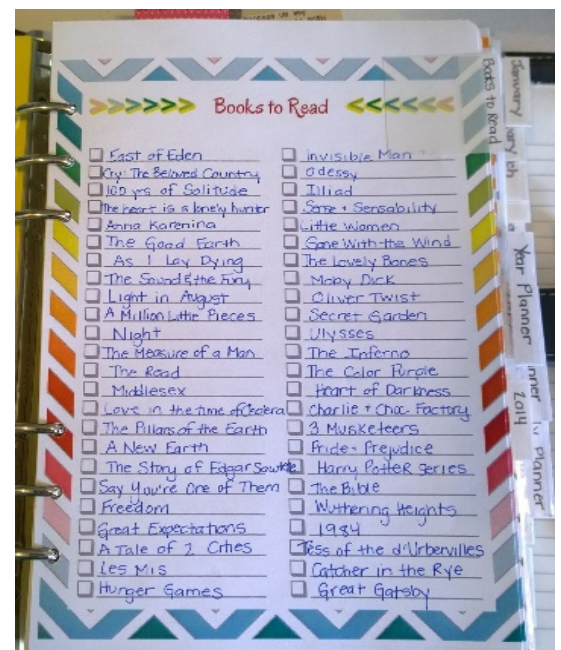 Books to Read
East of Eden
Cry: The Beloved Country
100 yrs of Solitude
The heart is a lonely hunter
Anna Karenina
The Good Earth
As I Lay Dying
The Sound & the Fury
Light in August
A Million Little Pieces
Night
The Measure of a Man
The Road
Middlesex
Love in the time of Cholera
The Pillars of the Earth
A New Earth
The Story of Edgar Sawtelle
Say You're One of Them
Freedom
Great Expectations
A Tale of 2 Cities
Les Mis
Hunger Games
Invisible Man
Odessy
Illiad
Sense + Sensability
Little Women
Gone With the Wind
The Lovely Bones
Moby Dick
Oliver Twist
Secret Garden
Ulysses
The Inferno
The Color Purple
Heart of Darkness
Charlie + Choc Factory
3 Musketeers
Pride + Prejudice
Harry Potter Series
The Bible
Wuthering Heights
1984
Tess of the d'Urbervilles
Catcher in the Rye
Great Gatsby
Books to Read
January
Year Planner
2014
Planner